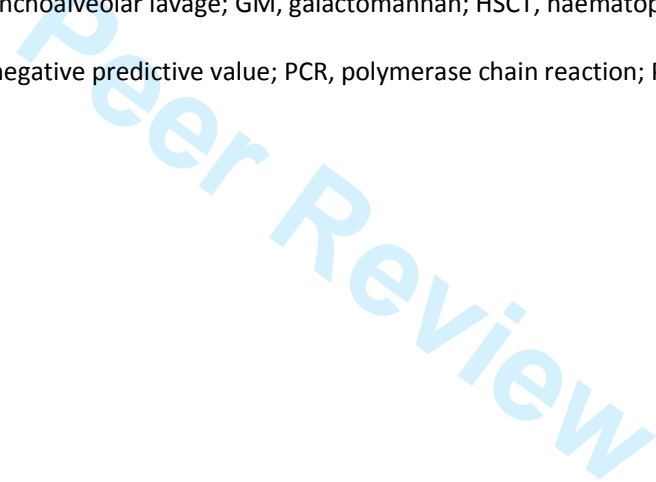 nchoalveolar lavage; GM, galactomannan; HSCT, haematop
negative predictive value; PCR, polymerase chain reaction;
Peer Review